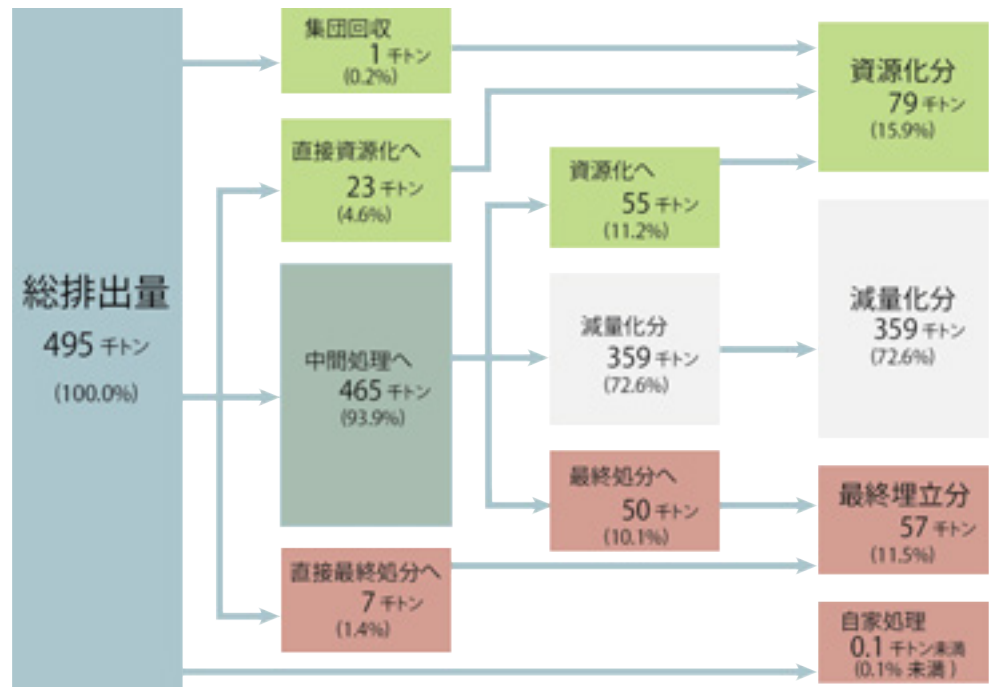 総排出量
495 千トン
(100.0%)
集団回収
1 千トン
(0.2%)
直接資源化へ
23 千トン
(4.6%)
中間処理へ
465 千トン
(93.9%)
直接最終処分へ
7 千トン
(1.4%)
資源化へ
55 千トン
(11.2%)
減量化分
359 千トン
(72.6%)
最終処分へ
50 千トン
(10.1%)
資源化分
79 千トン
(15.9%)
減量化分
359 千トン
(72.6%)
最終埋立分
57 千トン
(11.5%)
自家処理
0.1 千トン未満
(0.1% 未満 )